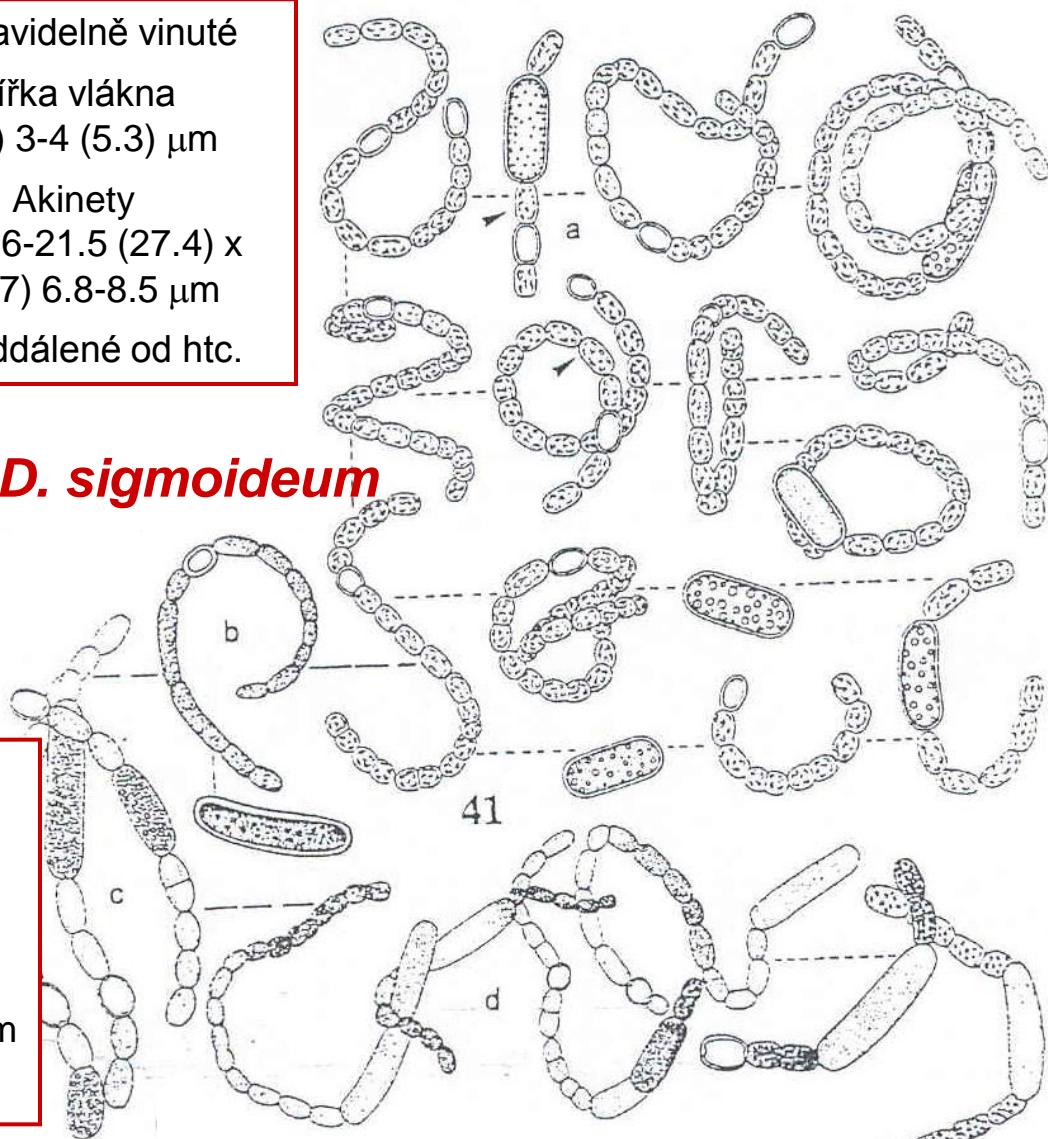 avidelně vinuté
ířka vlákna
) 3-4 (5.3) μm
Akinety
6-21.5 (27.4) x
7) 6.8-8.5 μm
ddálené od htc.
D. sigmoideum
a
b
41
c
d
m